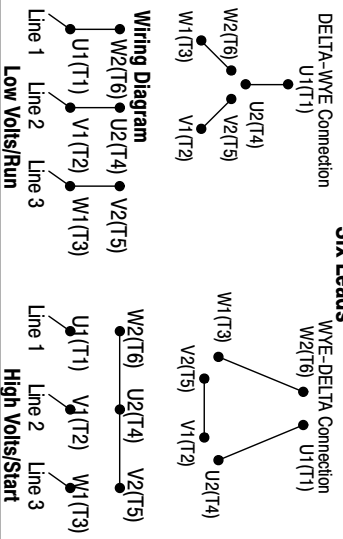 Six Leads
DELTA-WYE Connection
U1(T1)
U2(T4)
W2(T6)
V2(T5)
W1(T3)
V1(T2)
WYE-DELTA Connection
W2(T6)
U1(T1)
W1(T3)
U2(T4)
V2(T5)
V1(T2)
Wiring Diagram
W2(T6) U2(T4) V2(T5)
U1(T1) V1(T2) W1(T3)
Line 1 Line 2 Line 3
Low Volts/Run
W2(T6) U2(T4) V2(T5)
U1(T1) V1(T2) W1(T3)
Line 1 Line 2 Line 3
High Volts/Start